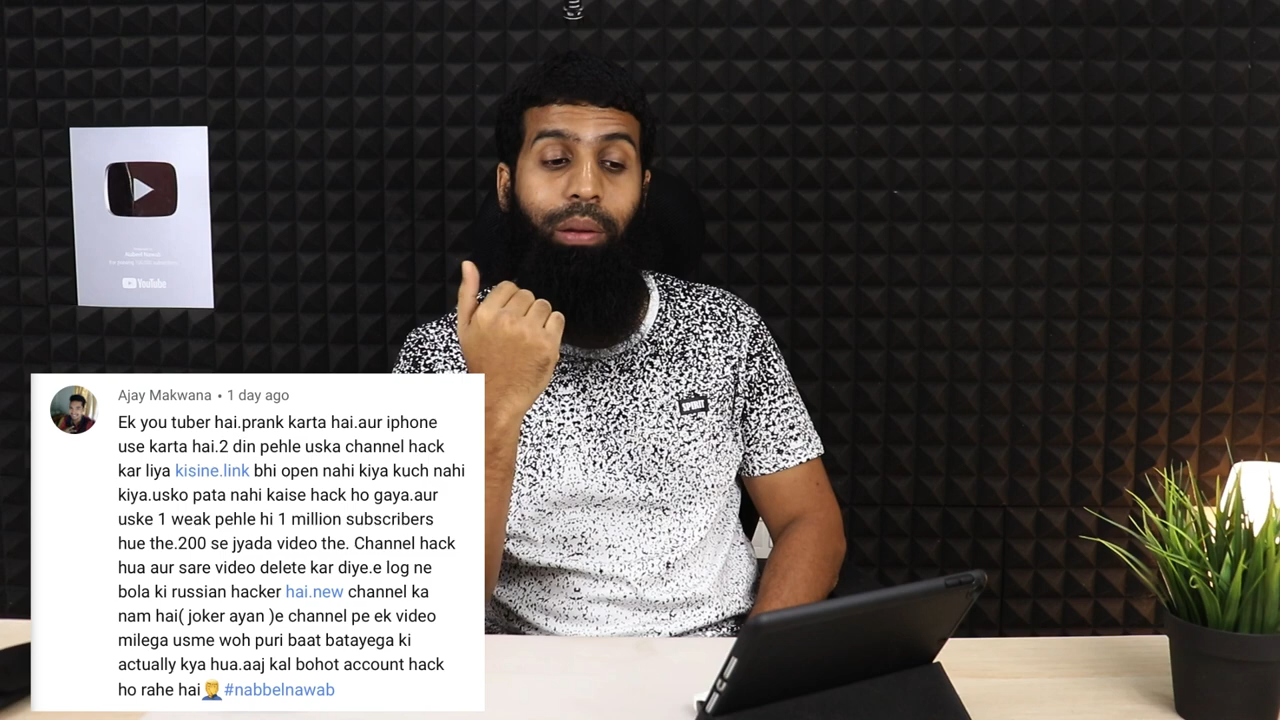 YouTube
SPIRIT
Ajay Makwana • 1 day ago
Ek you tuber hai.prank karta hai.aur iphone
use karta hai.2 din pehle uska channel hack
kar liya kisine.link bhi open nahi kiya kuch nahi
kiya.usko pata nahi kaise hack ho gaya.aur
uske 1 weak pehle hi 1 million subscribers
hue the.200 se jyada video the. Channel hack
hua aur sare video delete kar diye.e log ne
bola ki russian hacker hai.new channel ka
nam hai( joker ayan )e channel pe ek video
milega usme woh puri baat batayega ki
actually kya hua.aaj kal bohot account hack
ho rahe hai🤦‍♂️#nabbelnawab